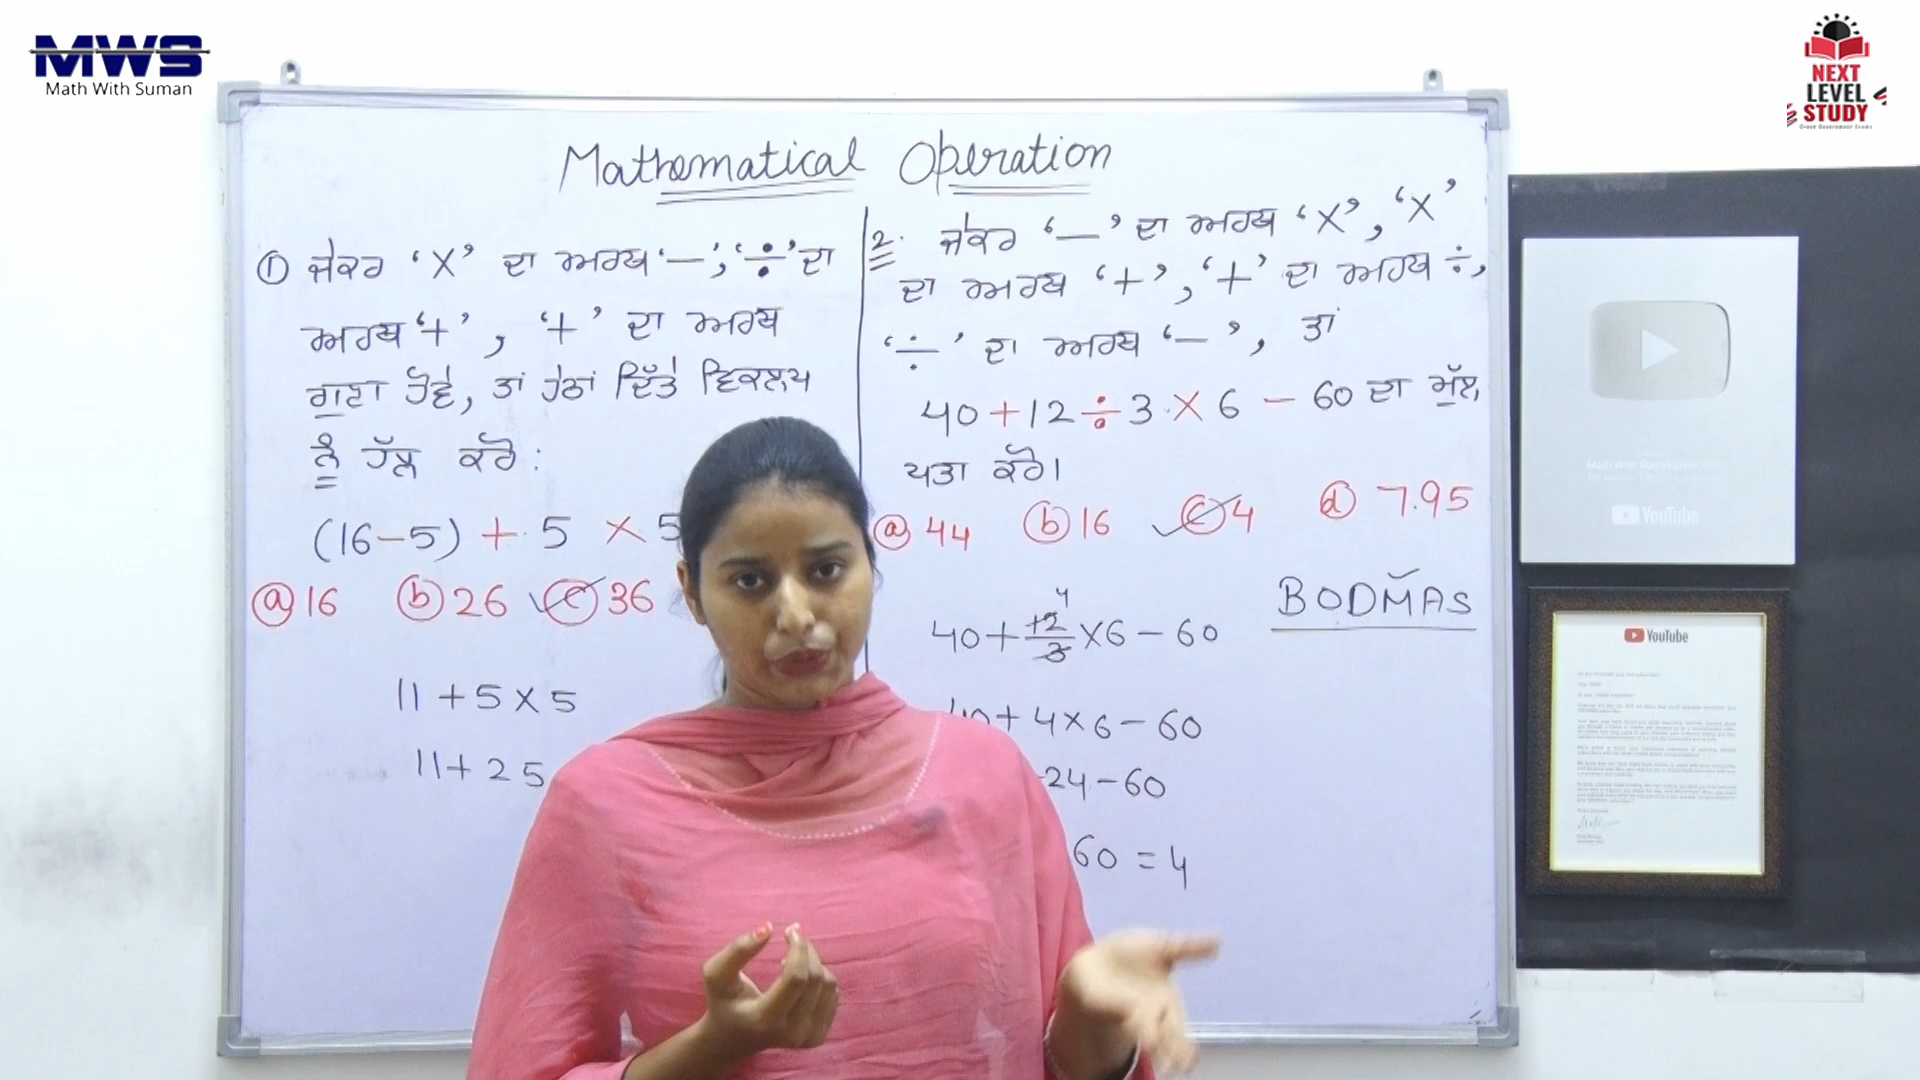 MWS
Math With Suman
NEXT
LEVEL
STUDY
Mathematical Operation
① ਜੇਕਰ ‘X’ ਦਾ ਅਰਥ ‘—’, ‘÷’ ਦਾ
ਅਰਥ ‘+’, ‘+’ ਦਾ ਅਰਥ
ਗੁਣਾ ਹੋਵੇ, ਤਾਂ ਹੇਠਾਂ ਦਿੱਤੇ ਵਿਕਲਪ
ਨੂੰ ਹੱਲ ਕਰੋ :
(16-5) + 5 × 5
ⓐ 16 ⓑ 26 ⓒ 36
11 + 5 × 5
11 + 25
2. ਜੇਕਰ ‘—’ ਦਾ ਅਰਥ ‘X’, ‘X’
ਦਾ ਅਰਥ ‘+’, ‘+’ ਦਾ ਅਰਥ ÷,
‘÷’ ਦਾ ਅਰਥ ‘—’, ਤਾਂ
40 + 12 ÷ 3 × 6 - 60 ਦਾ ਮੁੱਲ
ਪਤਾ ਕਰੋ।
ⓐ 44 ⓑ 16 ⓒ 4 ⓓ 7.95
BODMAS
4
40 + 12/3 × 6 - 60
40 + 4 × 6 - 60
24 - 60
60 = 4
YouTube
YouTube